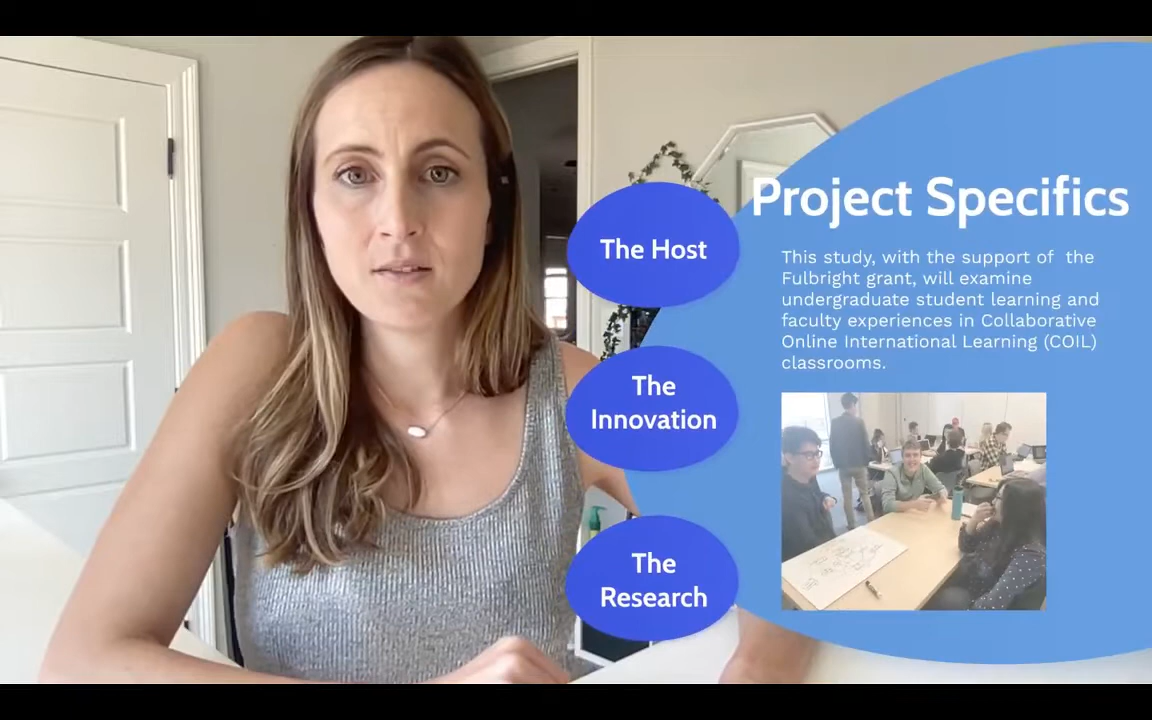 Project Specifics
This study, with the support of the
Fulbright grant, will examine
undergraduate student learning and
faculty experiences in Collaborative
Online International Learning (COIL)
classrooms.
The Host
The
Innovation
The
Research